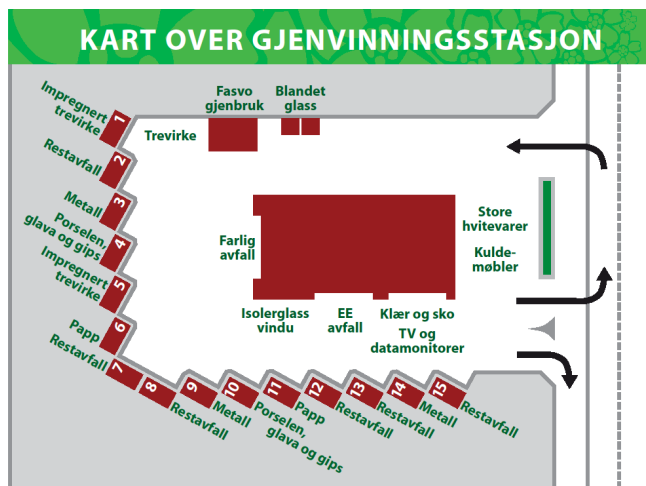 KART OVER GJENVINNINGSSTASJON
Impregnert
trevirke
1
Restavfall
2
Metall
3
Porselen,
glava og gips
4
Impregnert
trevirke
5
Papp
6
Restavfall
7
8
Restavfall
9
Metall
10
Porselen,
glava og gips
11
Papp
12
Restavfall
13
Restavfall
14
Metall
15
Restavfall
Trevirke
Fasvo
gjenbruk
Blandet
glass
Farlig
avfall
Isolerglass
vindu
EE
avfall
Klær og sko
TV og
datamonitorer
Store
hvitevarer
Kulde-
møbler